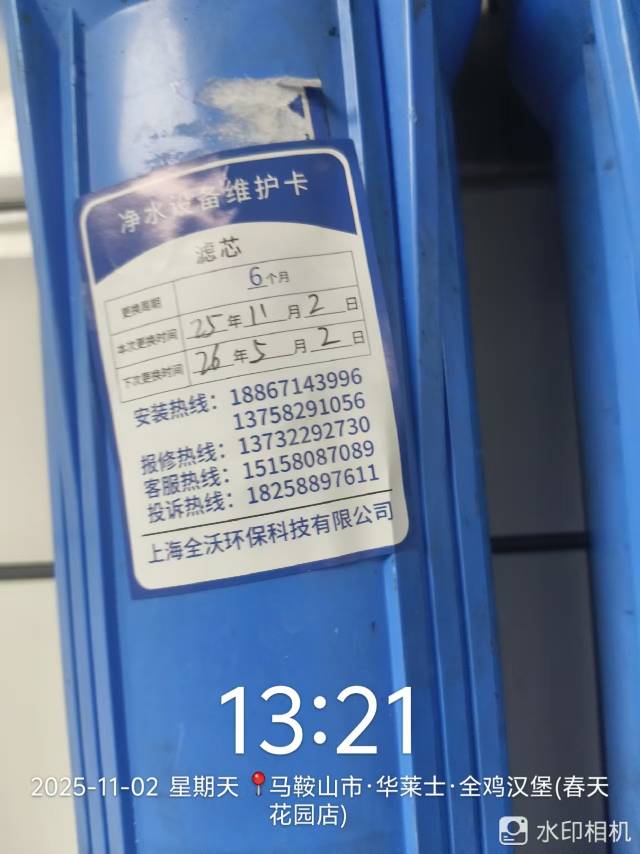 净水设备维护卡
滤芯
更换周期 6个月
本次更换时间 25年11月2日
下次更换时间 26年5月2日
安装热线：18867143996
13758291056
报修热线：13732292730
客服热线：15158087089
投诉热线：18258897611
上海全沃环保科技有限公司
13:21
2025-11-02 星期天 📍马鞍山市·华莱士·全鸡汉堡(春天
花园店)
水印相机